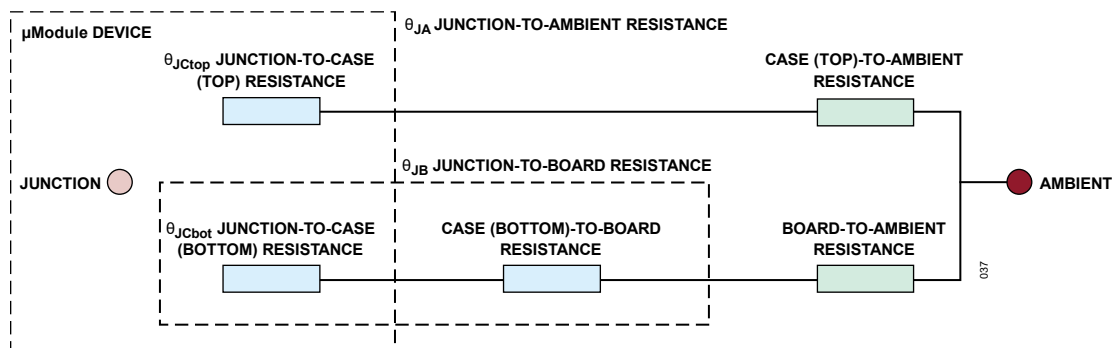 µModule DEVICE
θJA JUNCTION-TO-AMBIENT RESISTANCE
θJCtop JUNCTION-TO-CASE
(TOP) RESISTANCE
CASE (TOP)-TO-AMBIENT
RESISTANCE
θJB JUNCTION-TO-BOARD RESISTANCE
JUNCTION
AMBIENT
θJCbot JUNCTION-TO-CASE
(BOTTOM) RESISTANCE
CASE (BOTTOM)-TO-BOARD
RESISTANCE
BOARD-TO-AMBIENT
RESISTANCE
037